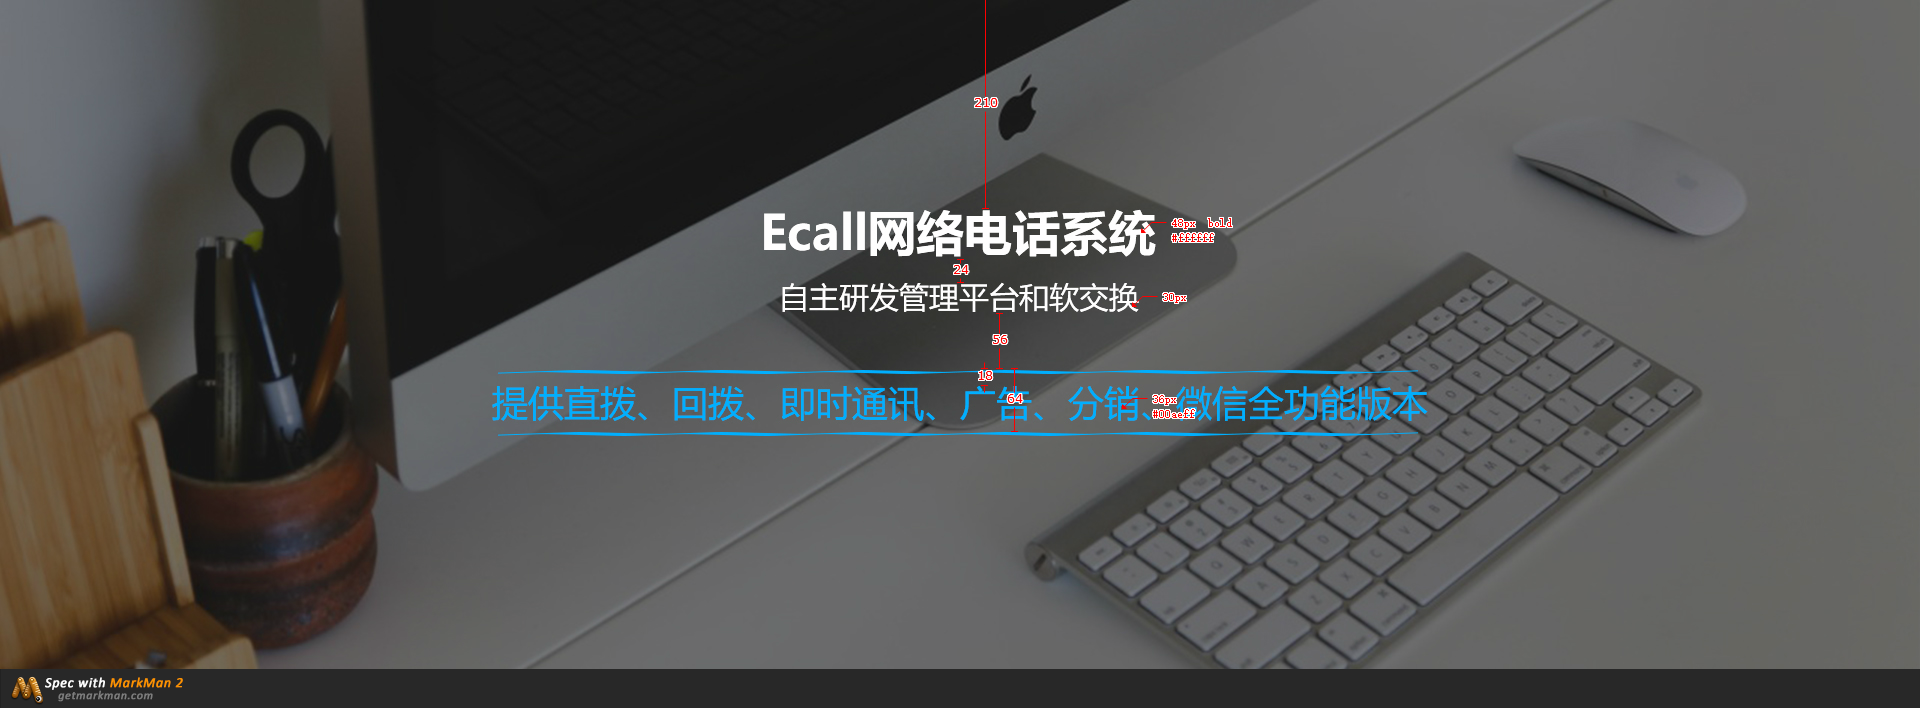 210
Ecall网络电话系统
48px bold
#ffffff
24
自主研发管理平台和软交换
30px
56
18
提供直拨、回拨、即时通讯、广告、分销、微信全功能版本
64
36px
#00aeff
Spec with MarkMan 2
getmarkman.com